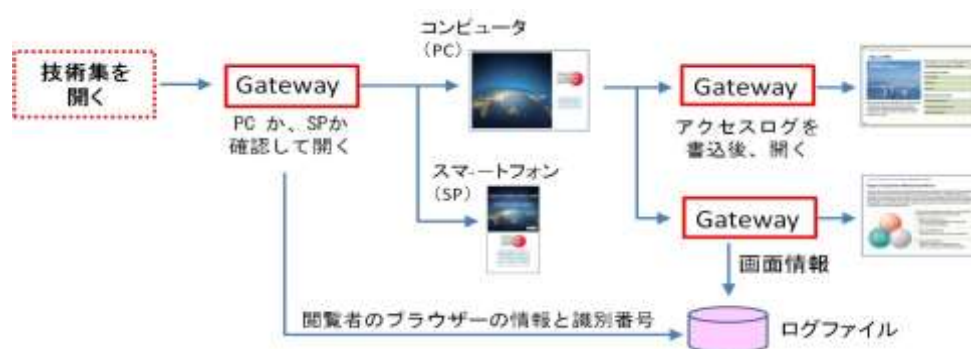 技術集を
開く
Gateway
PC か、SPか
確認して開く
コンピュータ
(PC)
スマートフォン
(SP)
Gateway
アクセスログを
書込後、開く
Gateway
画面情報
閲覧者のブラウザーの情報と識別番号
ログファイル